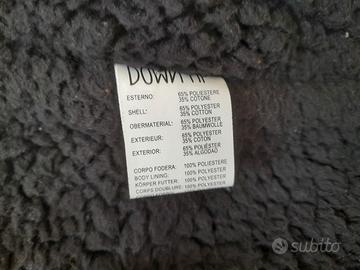 DOWN
ESTERNO: 65% POLIESTERE
35% COTONE
SHELL: 65% POLYESTER
35% COTTON
OBERMATERIAL: 65% POLYESTER
35% BAUMWOLLE
EXTERIEUR: 65% POLYESTER
35% COTON
EXTERIOR: 65% POLIÉSTER
35% ALGODAO
CORPO FODERA: 100% POLIESTERE
BODY LINING: 100% POLYESTER
KÖRPER FUTTER: 100% POLYESTER
CORPS DOUBLURE: 100% POLYESTER
subito